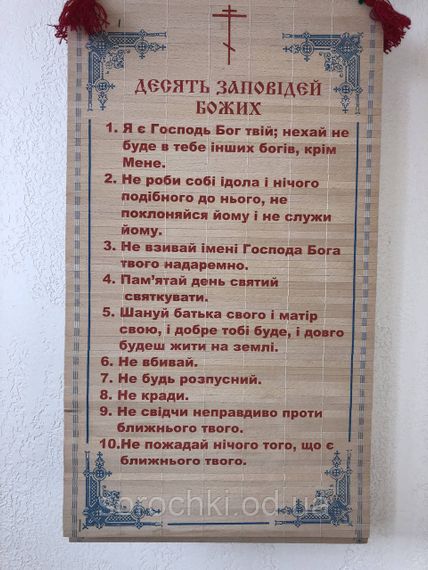 ДЕСЯТЬ ЗАПОВІДЕЙ
БОЖИХ
1. Я є Господь Бог твій; нехай не
буде в тебе інших богів, крім
Мене.
2. Не роби собі ідола і нічого
подібного до нього, не
поклоняйся йому і не служи
йому.
3. Не взивай імені Господа Бога
твого надаремно.
4. Пам'ятай день святий
святкувати.
5. Шануй батька свого і матір
свою, і добре тобі буде, і довго
будеш жити на землі.
6. Не вбивай.
7. Не будь розпусний.
8. Не кради.
9. Не свідчи неправдиво проти
ближнього твого.
10.Не пожадай нічого того, що є
ближнього твого.
sorochki.od.ua